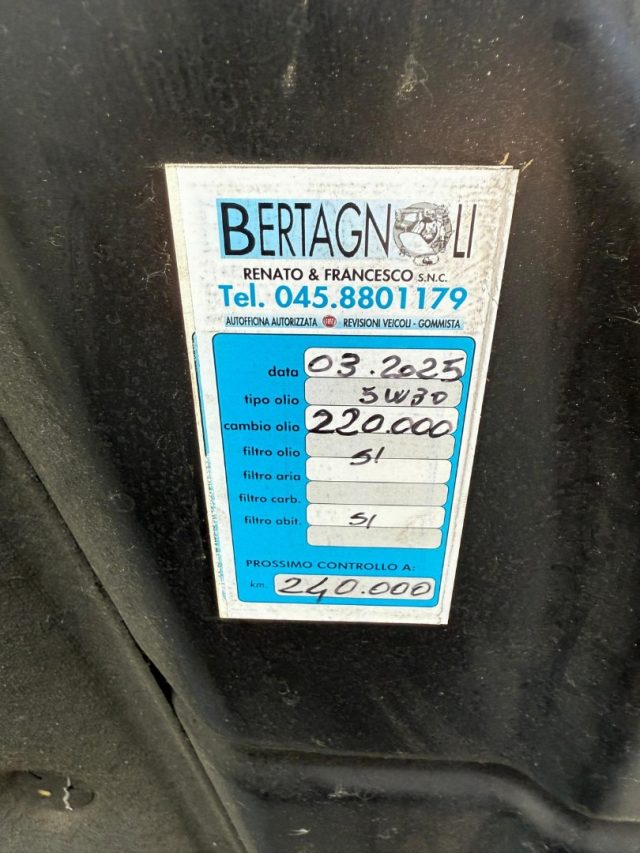 BERTAGNOLI
RENATO & FRANCESCO S.N.C.
Tel. 045.8801179
AUTOFFICINA AUTORIZZATA FIAT REVISIONI VEICOLI - GOMMISTA
data 03.2025
tipo olio 5W30
cambio olio 220.000
filtro olio SI
filtro aria
filtro carb.
filtro abit. SI
PROSSIMO CONTROLLO A:
km. 240.000